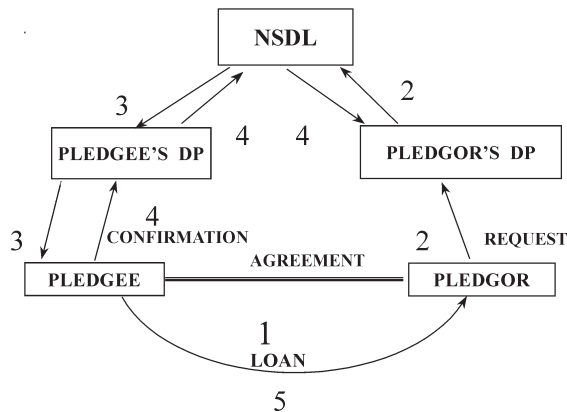 NSDL
3
2
4
4
PLEDGEE'S DP
PLEDGOR'S DP
4
3
CONFIRMATION
2
REQUEST
AGREEMENT
PLEDGEE
PLEDGOR
1
LOAN
5